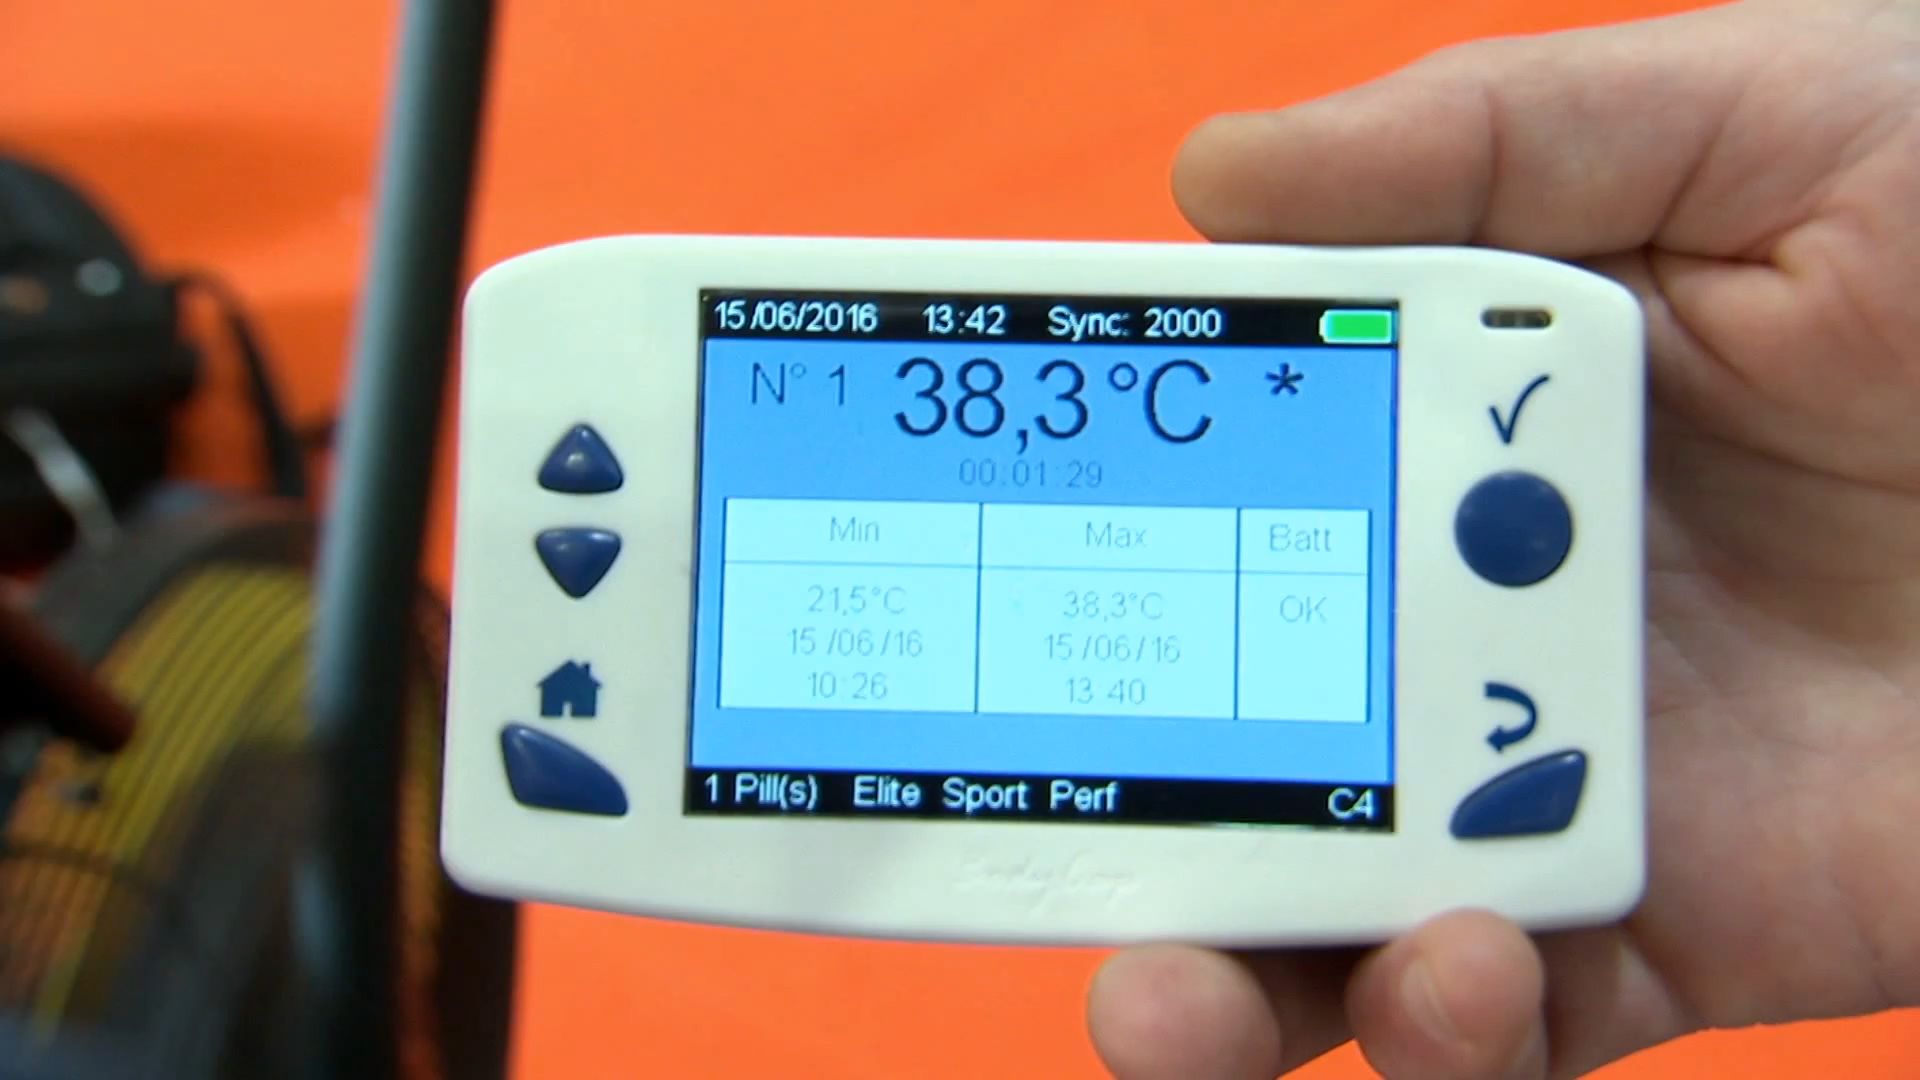 15/06/2016 13:42 Sync: 2000
N° 1 38,3°C *
00:01:29
Min Max Batt
21,5°C 38,3°C OK
15/06/16 15/06/16
10:26 13:40
1 Pill(s) Elite Sport Perf C4
BodyCap